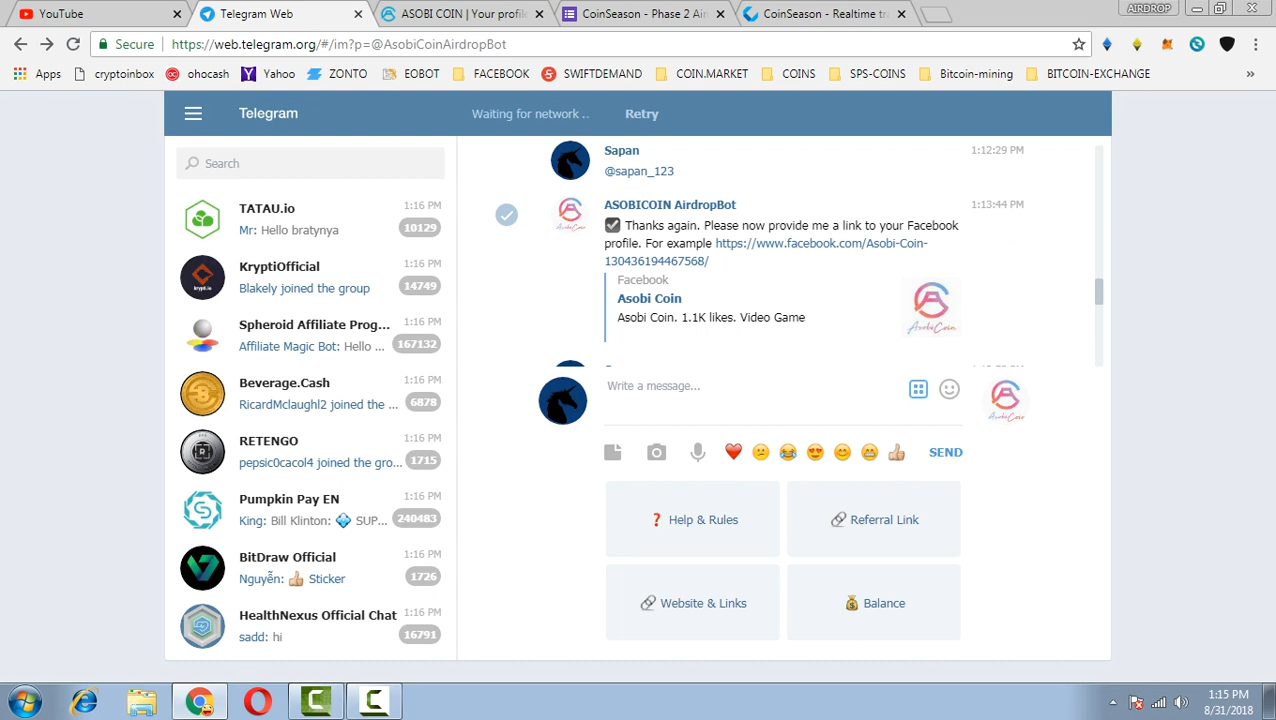 YouTube
Telegram Web
ASOBI COIN | Your profile
CoinSeason - Phase 2 Air
CoinSeason - Realtime tr
AIRDROP
Secure
https://web.telegram.org/#/im?p=@AsobiCoinAirdropBot
Apps
cryptoinbox
ohocash
Yahoo
ZONTO
EOBOT
FACEBOOK
SWIFTDEMAND
COIN.MARKET
COINS
SPS-COINS
Bitcoin-mining
BITCOIN-EXCHANGE
Telegram
Waiting for network ..
Retry
Search
TATAU.io
1:16 PM
Mr: Hello bratynya
10129
KryptiOfficial
1:16 PM
Blakely joined the group
14749
Spheroid Affiliate Prog...
1:16 PM
Affiliate Magic Bot: Hello ...
167132
Beverage.Cash
1:16 PM
RicardMclaughl2 joined the ...
6878
RETENGO
1:16 PM
pepsic0cacol4 joined the gro...
1715
Pumpkin Pay EN
1:16 PM
King: Bill Klinton: 💠 SUP...
240483
BitDraw Official
1:16 PM
Nguyễn: 👍 Sticker
1726
HealthNexus Official Chat
1:16 PM
sadd: hi
16791
Sapan
1:12:29 PM
@sapan_123
ASOBICOIN AirdropBot
1:13:44 PM
Thanks again. Please now provide me a link to your Facebook
profile. For example https://www.facebook.com/Asobi-Coin-
130436194467568/
Facebook
Asobi Coin
Asobi Coin. 1.1K likes. Video Game
AsobiCoin
Write a message...
SEND
❓ Help & Rules
🔗 Referral Link
🔗 Website & Links
💰 Balance
1:15 PM
8/31/2018